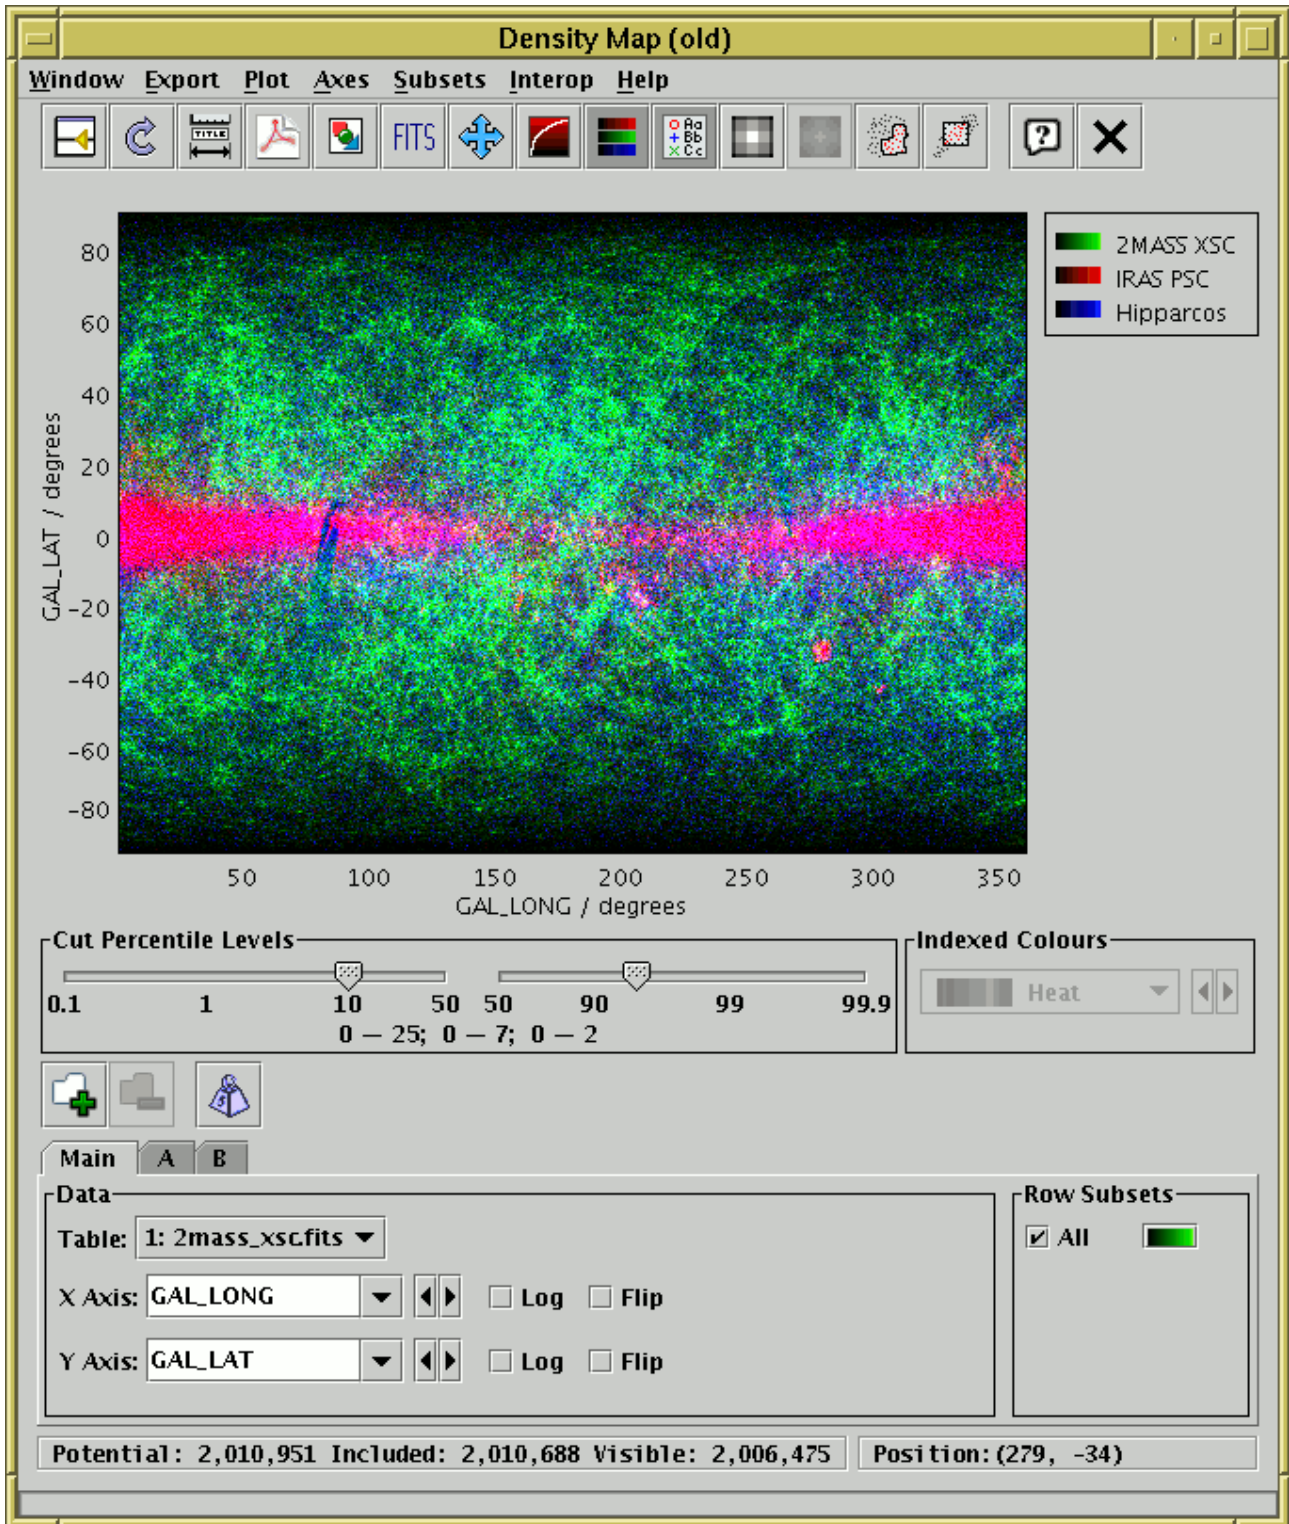 Density Map (old)
Window Export Plot Axes Subsets Interop Help
TITLE FITS Aa Bb Cc ?
80
60
40
20
0
-20
-40
-60
-80
GAL_LAT / degrees
2MASS XSC
IRAS PSC
Hipparcos
50 100 150 200 250 300 350
GAL_LONG / degrees
Cut Percentile Levels
0.1 1 10 50 50 90 99 99.9
0 — 25; 0 — 7; 0 — 2
Indexed Colours
Heat
Main A B
Data
Table: 1: 2mass_xsc.fits
X Axis: GAL_LONG Log Flip
Y Axis: GAL_LAT Log Flip
Row Subsets
All
Potential: 2,010,951 Included: 2,010,688 Visible: 2,006,475 Position:(279, -34)